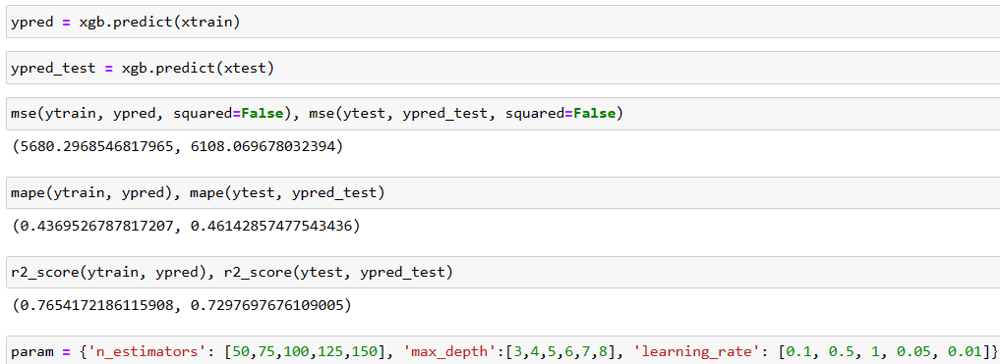 ypred = xgb.predict(xtrain)
ypred_test = xgb.predict(xtest)
mse(ytrain, ypred, squared=False), mse(ytest, ypred_test, squared=False)
(5680.2968546817965, 6108.069678032394)
mape(ytrain, ypred), mape(ytest, ypred_test)
(0.4369526787817207, 0.46142857477543436)
r2_score(ytrain, ypred), r2_score(ytest, ypred_test)
(0.7654172186115908, 0.7297697676109005)
param = {'n_estimators': [50,75,100,125,150], 'max_depth':[3,4,5,6,7,8], 'learning_rate': [0.1, 0.5, 1, 0.05, 0.01]}